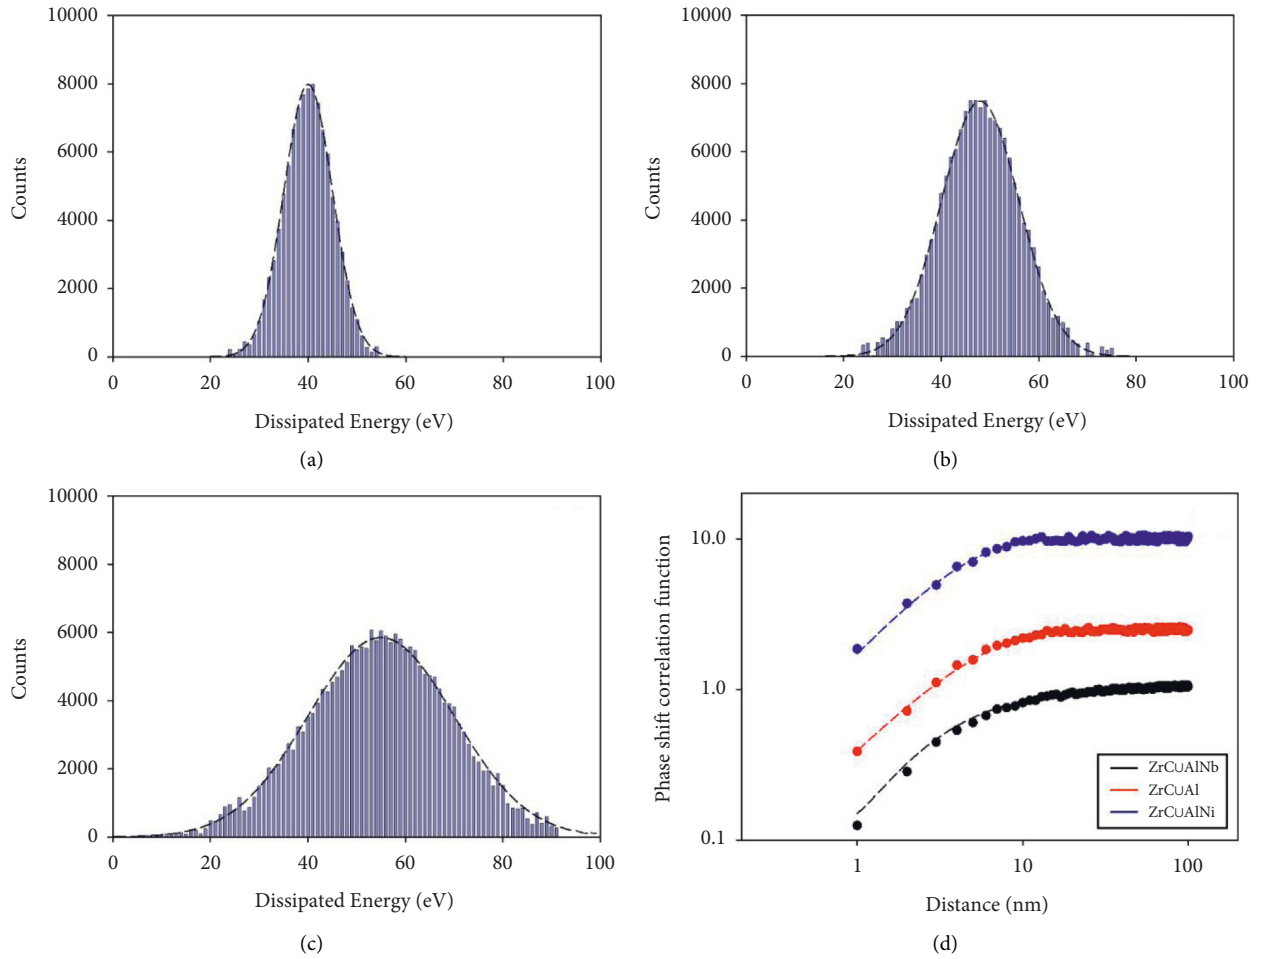 10000
8000
6000
4000
2000
0
Counts
0 20 40 60 80 100
Dissipated Energy (eV)
(a)
10000
8000
6000
4000
2000
0
Counts
0 20 40 60 80 100
Dissipated Energy (eV)
(b)
10000
8000
6000
4000
2000
0
Counts
0 20 40 60 80 100
Dissipated Energy (eV)
(c)
10.0
1.0
0.1
Phase shift correlation function
ZrCUAlNb
ZrCUAl
ZrCUAlNi
1 10 100
Distance (nm)
(d)